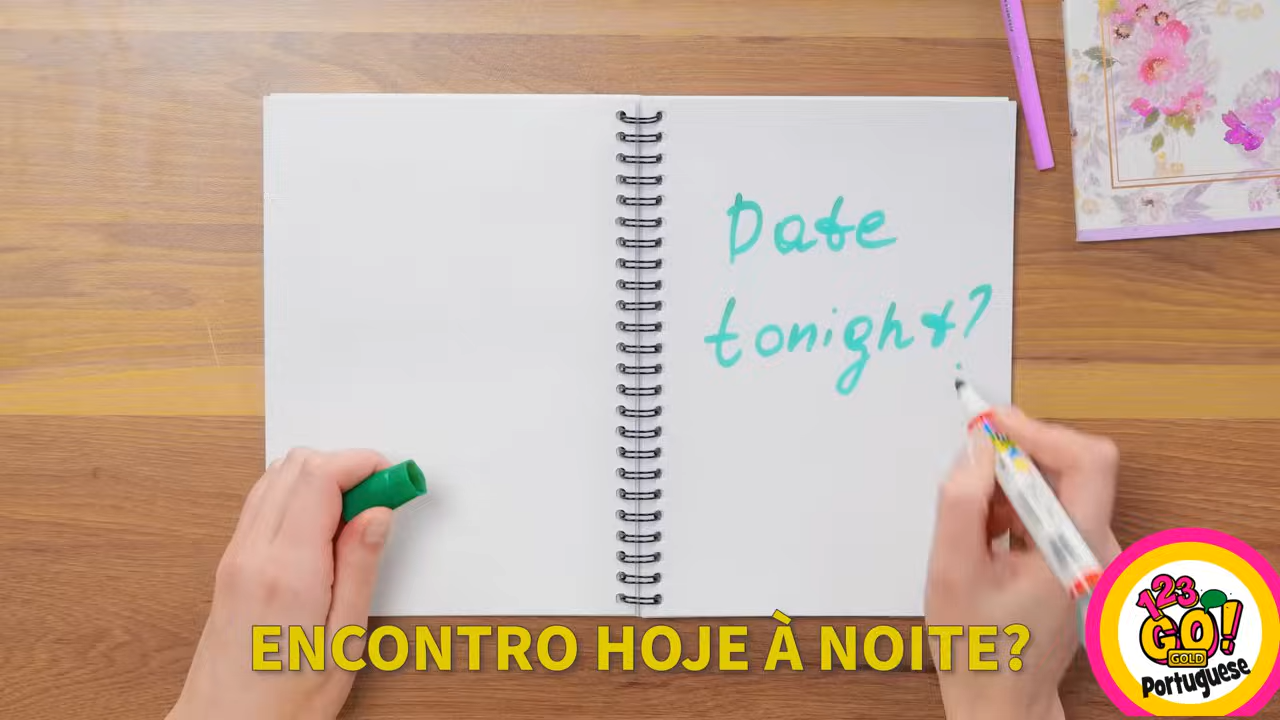 Date
tonight?
ENCONTRO HOJE À NOITE?
123
GO!
GOLD
Portuguese